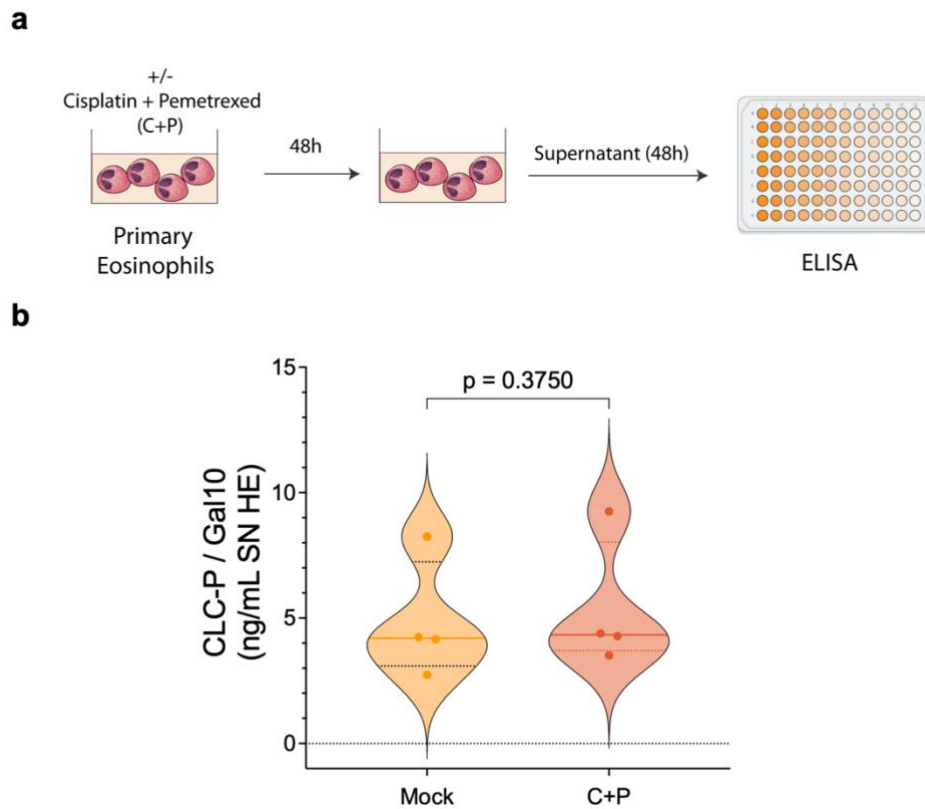 a
+/-
Cisplatin + Pemetrexed
(C+P)
48h
Supernatant (48h)
Primary
Eosinophils
ELISA
b
15
p = 0.3750
10
CLC-P / Gal10
(ng/mL SN HE)
5
0
Mock
C+P